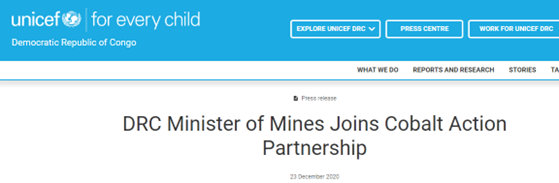 unicef for every child
Democratic Republic of Congo
EXPLORE UNICEF DRC PRESS CENTRE WORK FOR UNICEF DRC
WHAT WE DO REPORTS AND RESEARCH STORIES TA
Press release
DRC Minister of Mines Joins Cobalt Action
Partnership
23 December 2020